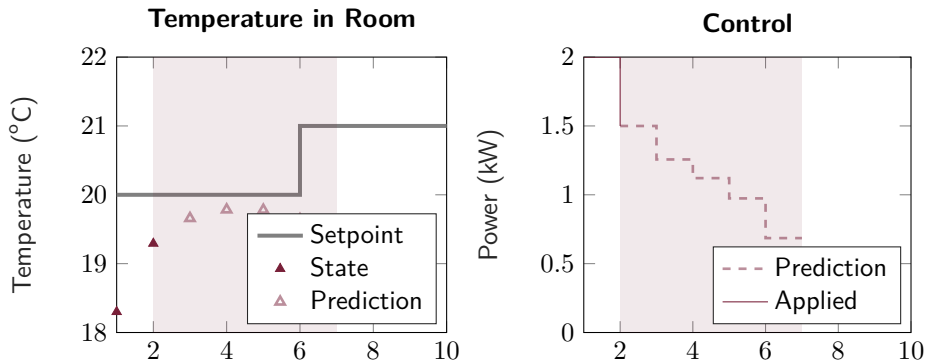 Temperature in Room
Temperature (°C)
22
21
20
19
18
2 4 6 8 10
Setpoint
State
Prediction
Control
Power (kW)
2
1.5
1
0.5
0
2 4 6 8 10
Prediction
Applied